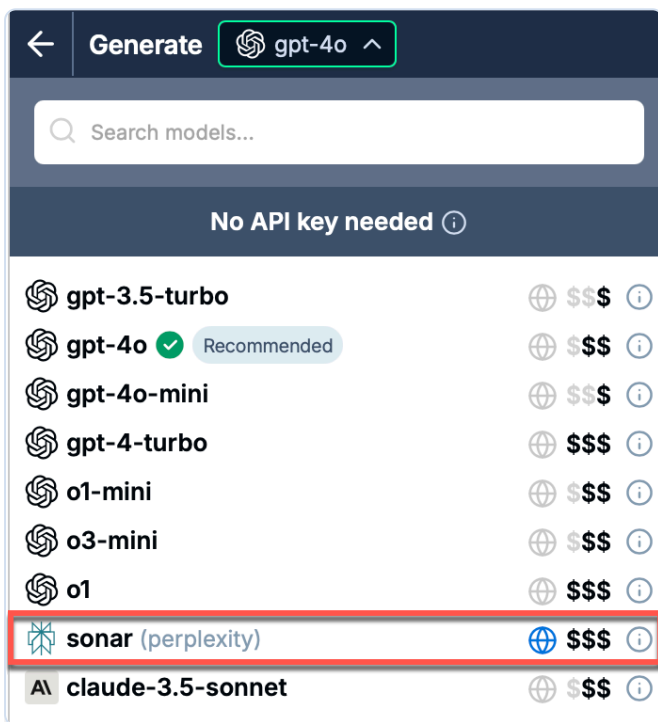 Generate gpt-4o
Search models...
No API key needed
gpt-3.5-turbo $$$
gpt-4o Recommended $$$
gpt-4o-mini $$$
gpt-4-turbo $$$
o1-mini $$$
o3-mini $$$
o1 $$$
sonar (perplexity) $$$
claude-3.5-sonnet $$$